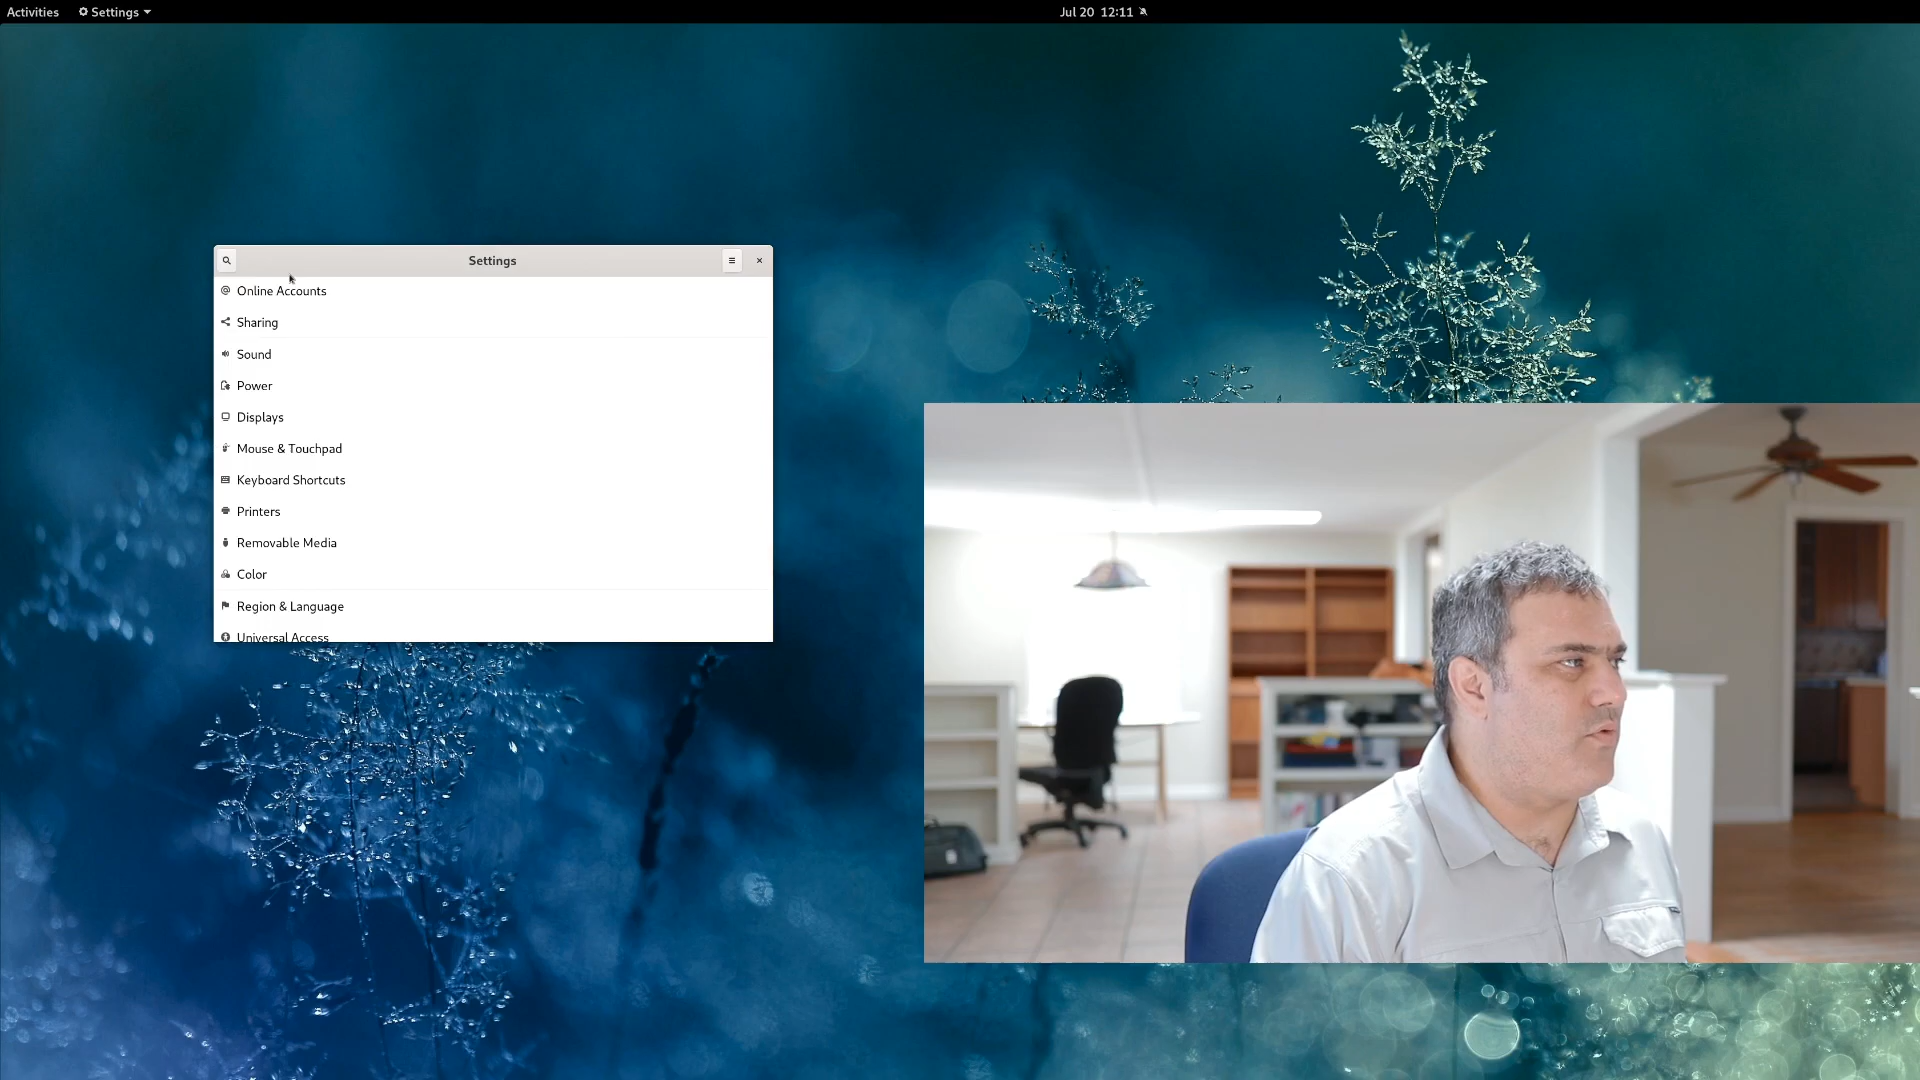 Activities
Settings
Jul 20 12:11
Settings
Online Accounts
Sharing
Sound
Power
Displays
Mouse & Touchpad
Keyboard Shortcuts
Printers
Removable Media
Color
Region & Language
Universal Access